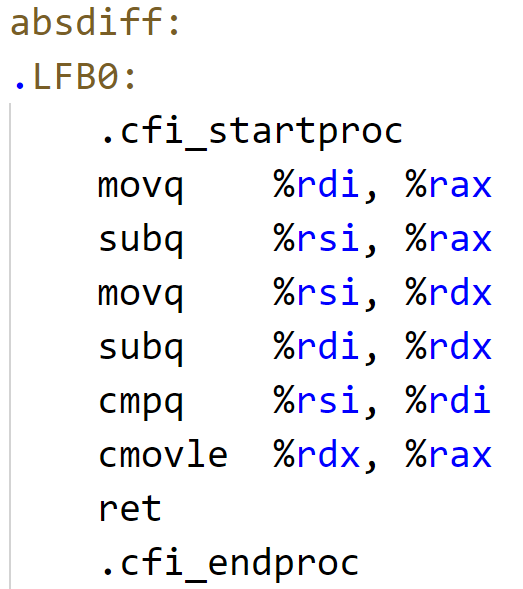 absdiff:
.LFB0:
.cfi_startproc
movq %rdi, %rax
subq %rsi, %rax
movq %rsi, %rdx
subq %rdi, %rdx
cmpq %rsi, %rdi
cmovle %rdx, %rax
ret
.cfi_endproc